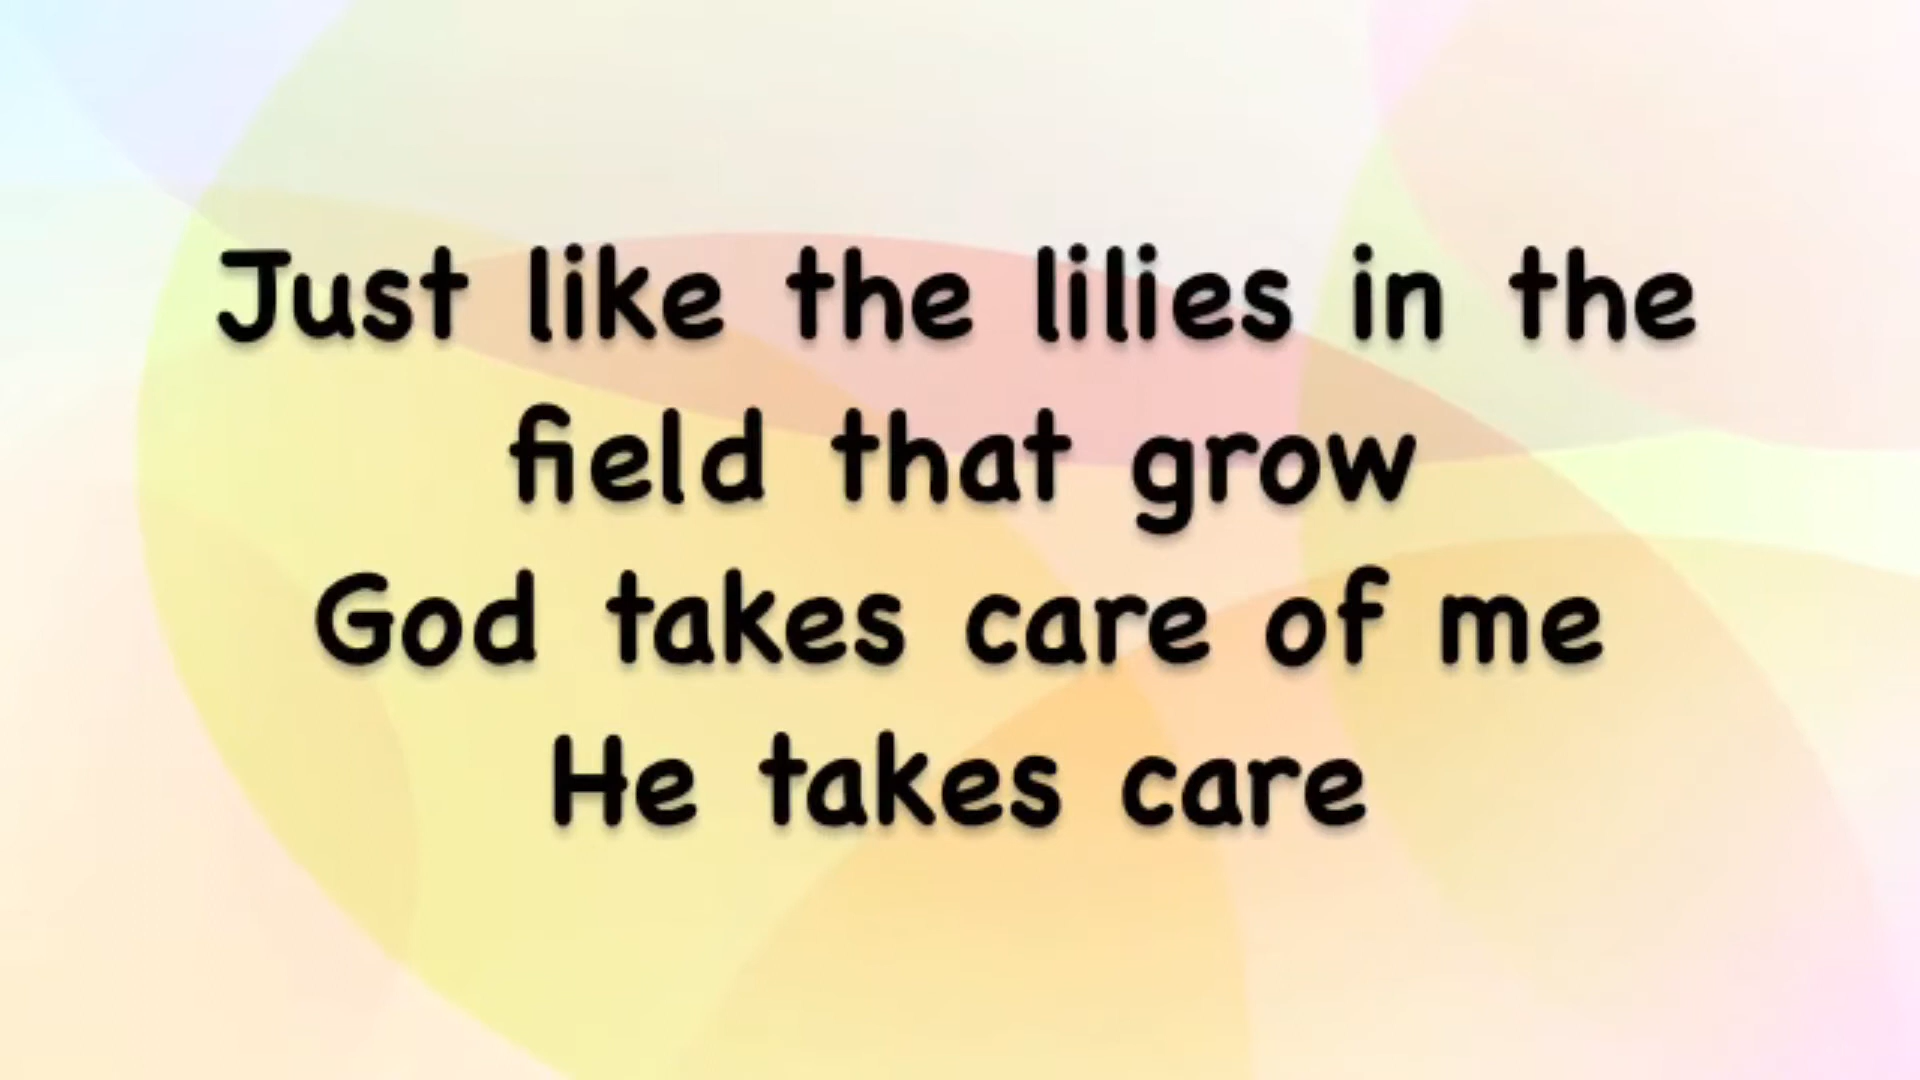 Just like the lilies in the
field that grow
God takes care of me
He takes care